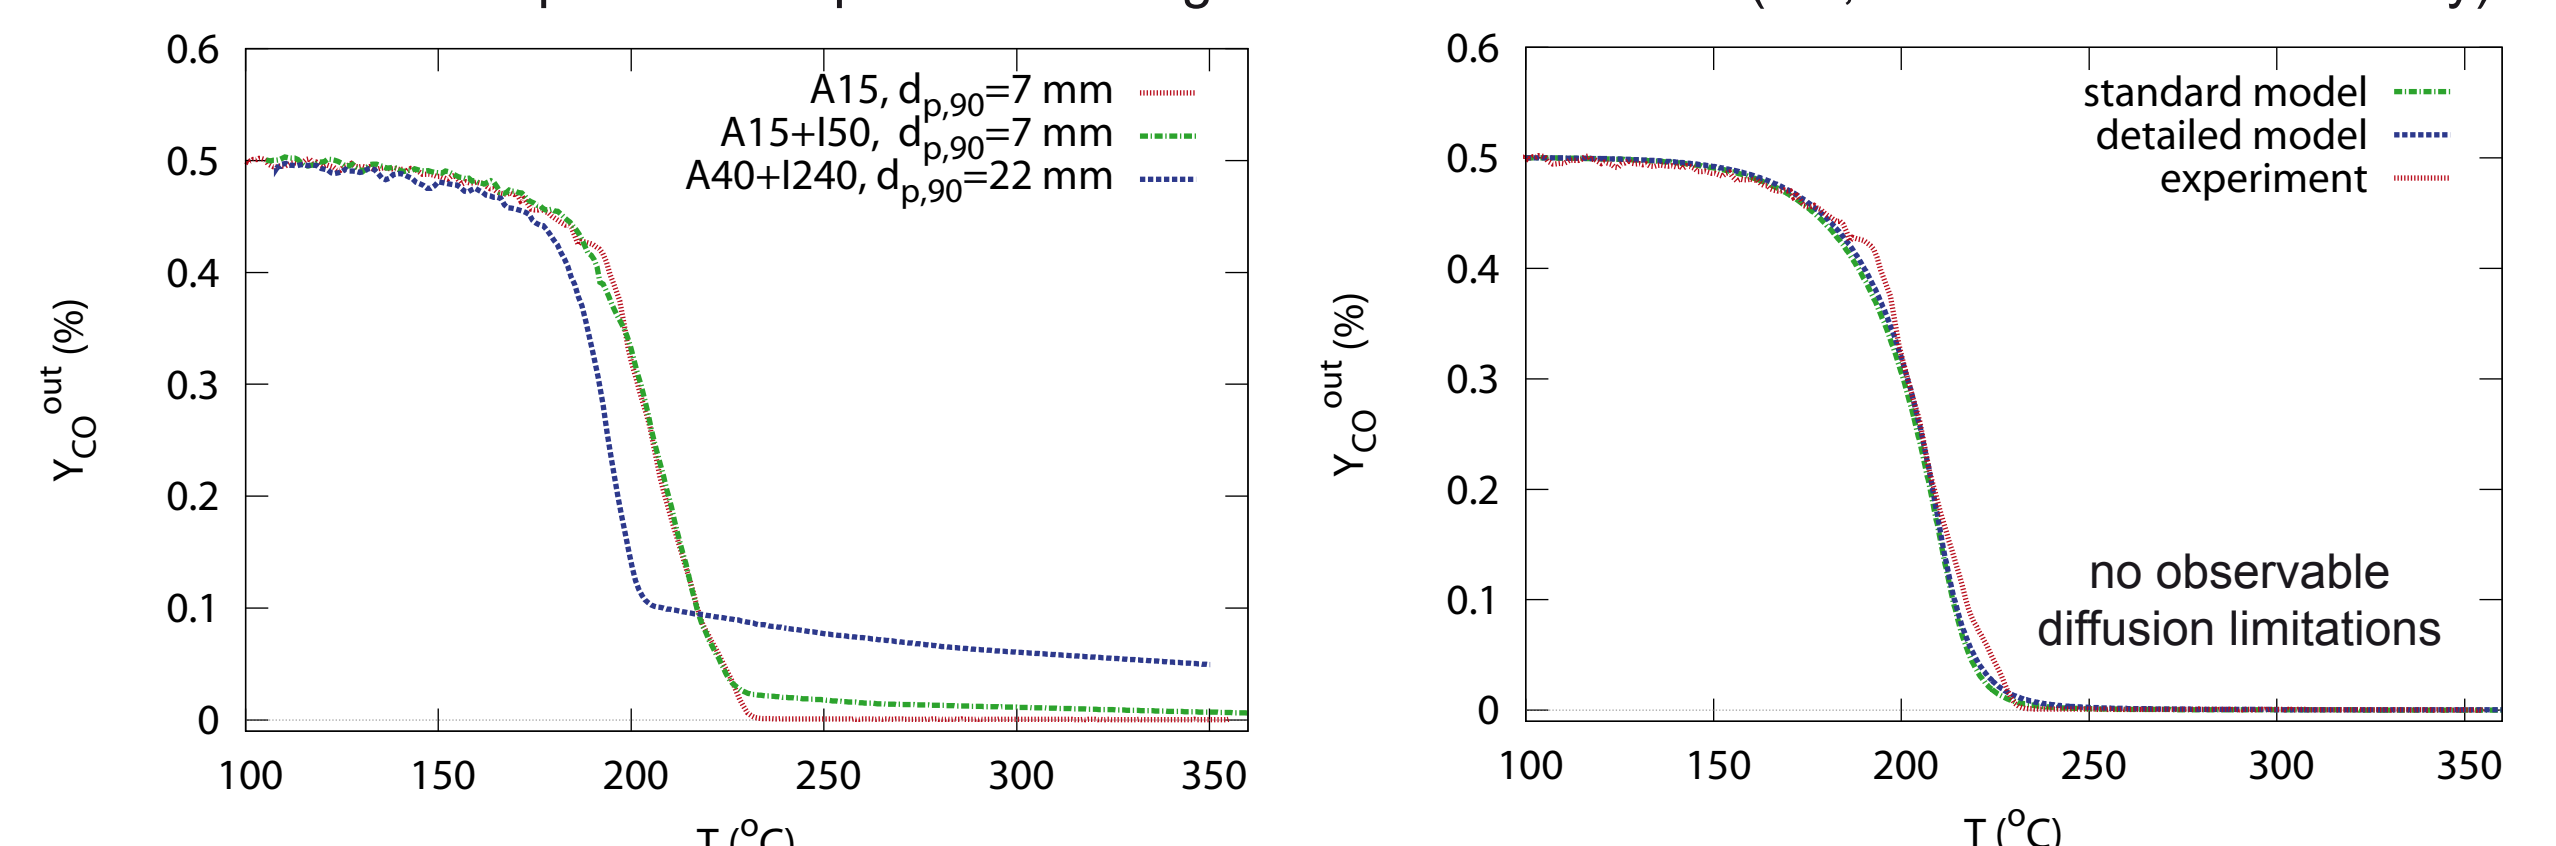 0.6
0.5
0.4
0.3
0.2
0.1
0
100 150 200 250 300 350
Y_CO^out (%)
T (°C)
A15, d_p,90=7 mm
A15+I50, d_p,90=7 mm
A40+I240, d_p,90=22 mm
0.6
0.5
0.4
0.3
0.2
0.1
0
100 150 200 250 300 350
Y_CO^out (%)
T (°C)
standard model
detailed model
experiment
no observable
diffusion limitations